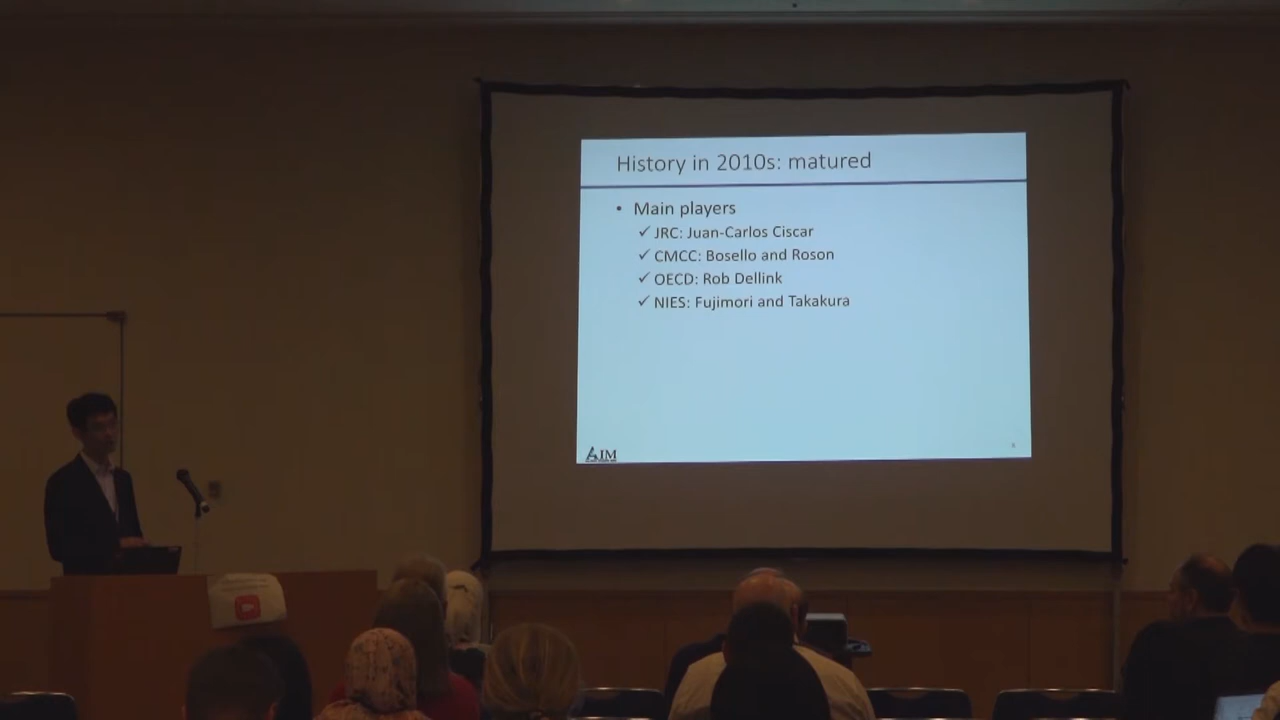 History in 2010s: matured
• Main players
✓ JRC: Juan-Carlos Ciscar
✓ CMCC: Bosello and Roson
✓ OECD: Rob Dellink
✓ NIES: Fujimori and Takakura
AIM